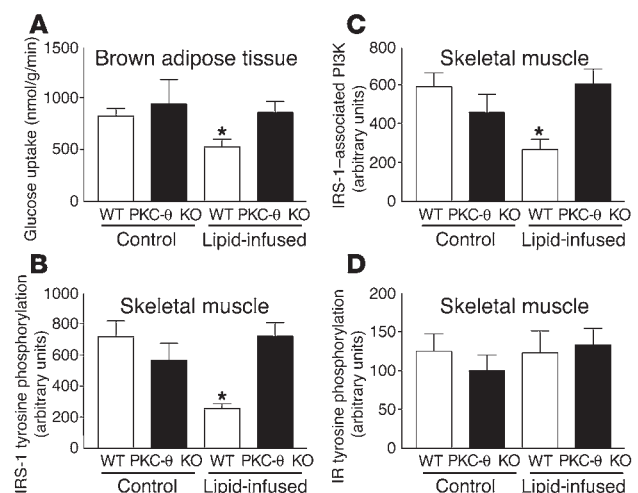 A
Brown adipose tissue
Glucose uptake (nmol/g/min)
1500
1000
500
0
*
WT PKC-θ KO WT PKC-θ KO
Control Lipid-infused
B
Skeletal muscle
IRS-1 tyrosine phosphorylation
(arbitrary units)
1000
800
600
400
200
0
*
WT PKC-θ KO WT PKC-θ KO
Control Lipid-infused
C
Skeletal muscle
IRS-1–associated PI3K
(arbitrary units)
800
600
400
200
0
*
WT PKC-θ KO WT PKC-θ KO
Control Lipid-infused
D
Skeletal muscle
IR tyrosine phosphorylation
(arbitrary units)
200
150
100
50
0
WT PKC-θ KO WT PKC-θ KO
Control Lipid-infused